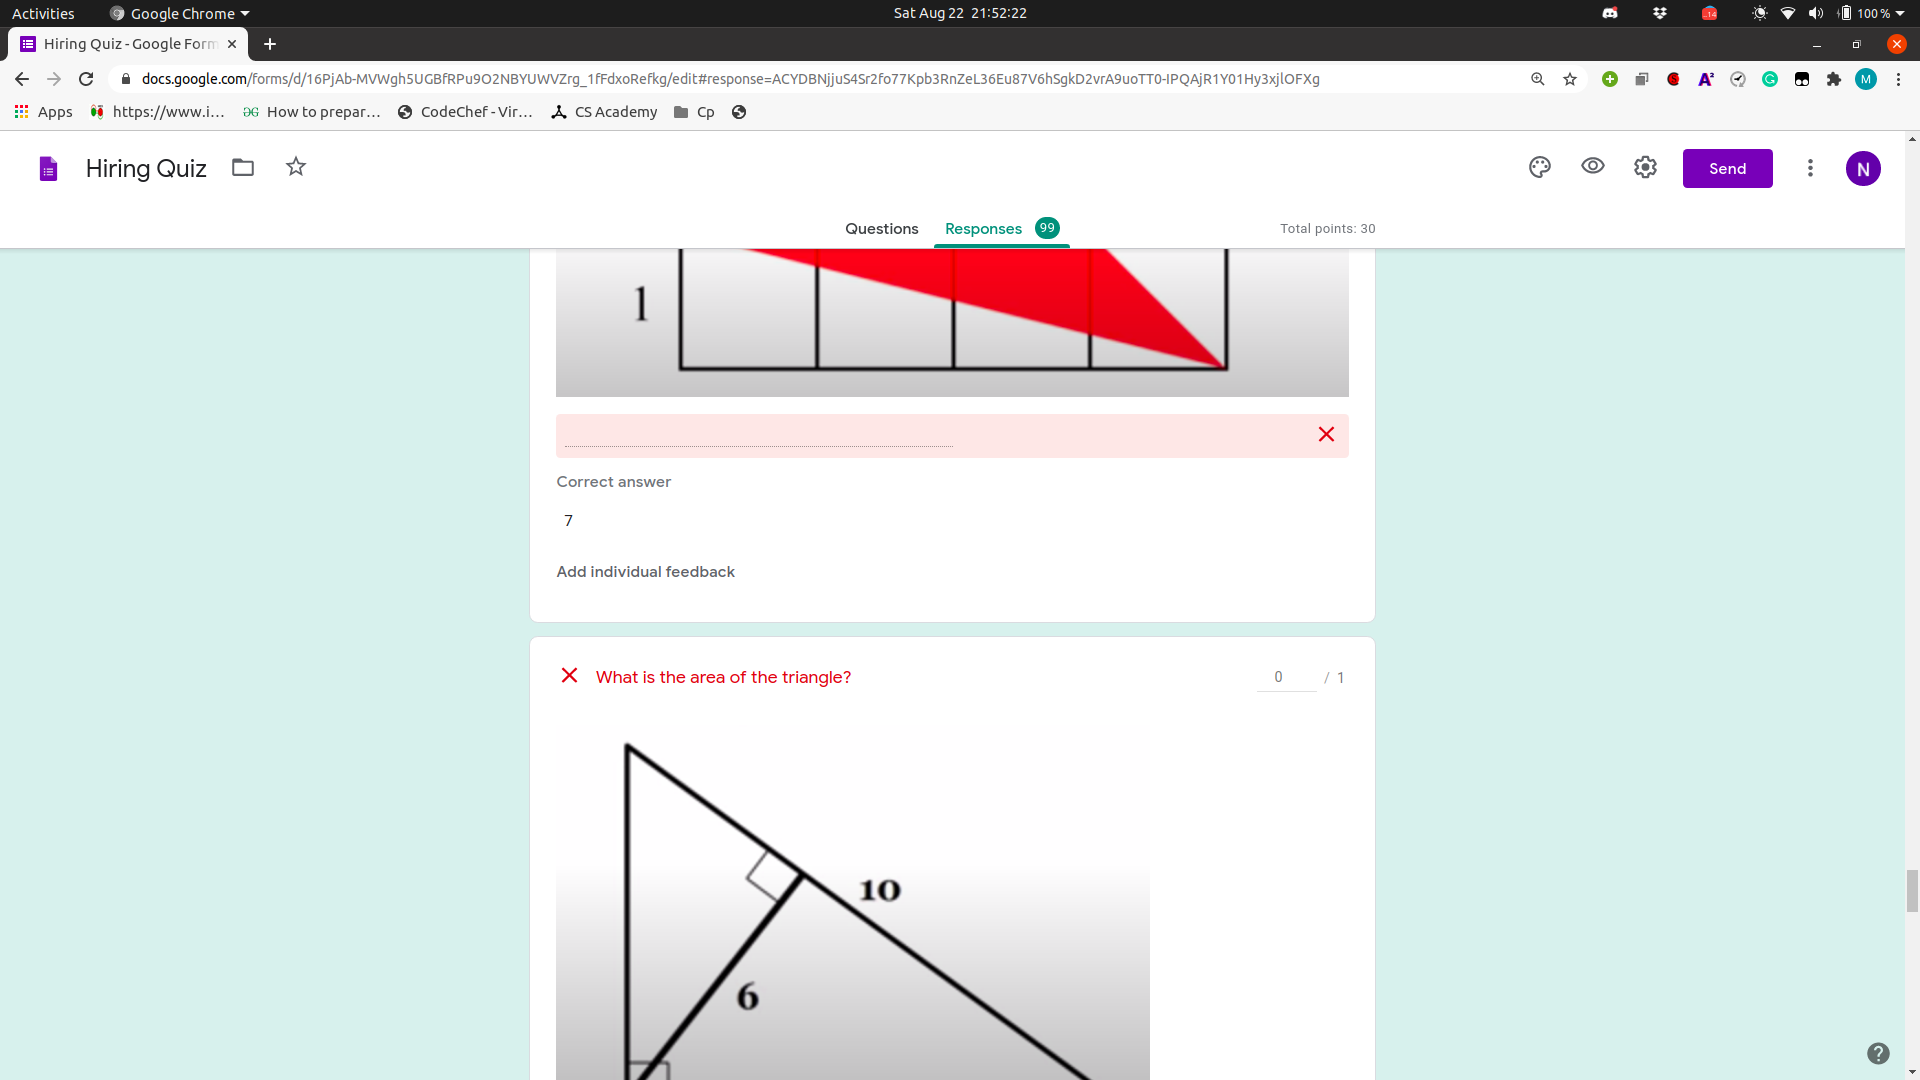 Activities
Google Chrome
Sat Aug 22 21:52:22
14
100 %
Hiring Quiz - Google Form
docs.google.com/forms/d/16PjAb-MVWgh5UGBfRPu9O2NBYUWVZrg_1fFdxoRefkg/edit#response=ACYDBNjjuS4Sr2fo77Kpb3RnZeL36Eu87V6hSgkD2vrA9uoTT0-IPQAjR1Y01Hy3xjlOFXg
M
Apps
https://www.i...
How to prepar...
CodeChef - Vir...
CS Academy
Cp
Hiring Quiz
Send
N
Questions
Responses
99
Total points: 30
1
Correct answer
7
Add individual feedback
What is the area of the triangle?
0 / 1
10
6